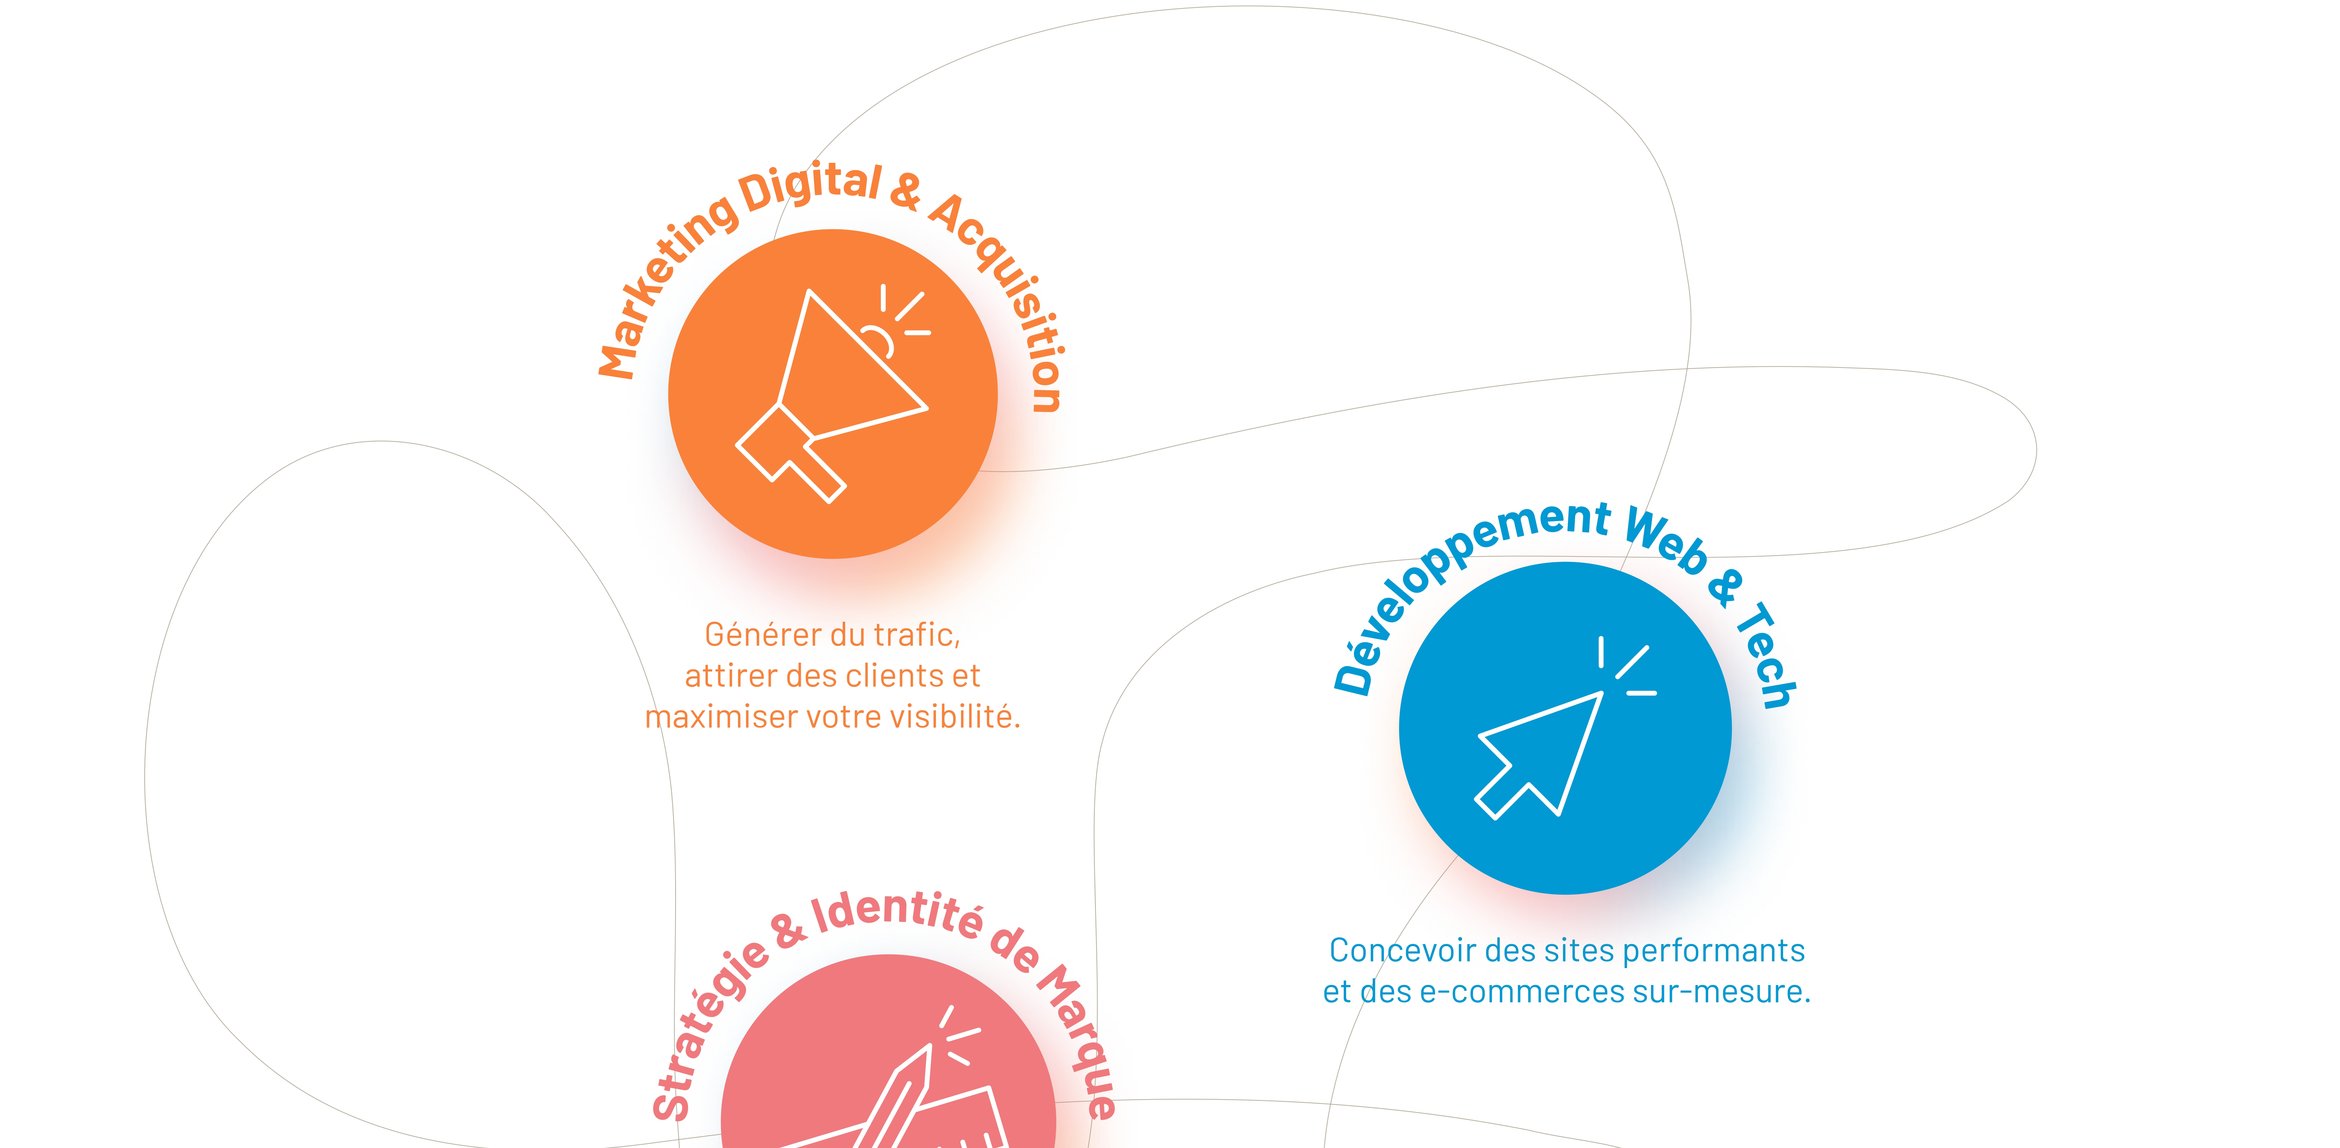 Marketing Digital & Acquisition
Générer du trafic,
attirer des clients et
maximiser votre visibilité.
Développement Web & Tech
Concevoir des sites performants
et des e-commerces sur-mesure.
Stratégie & Identité de Marque